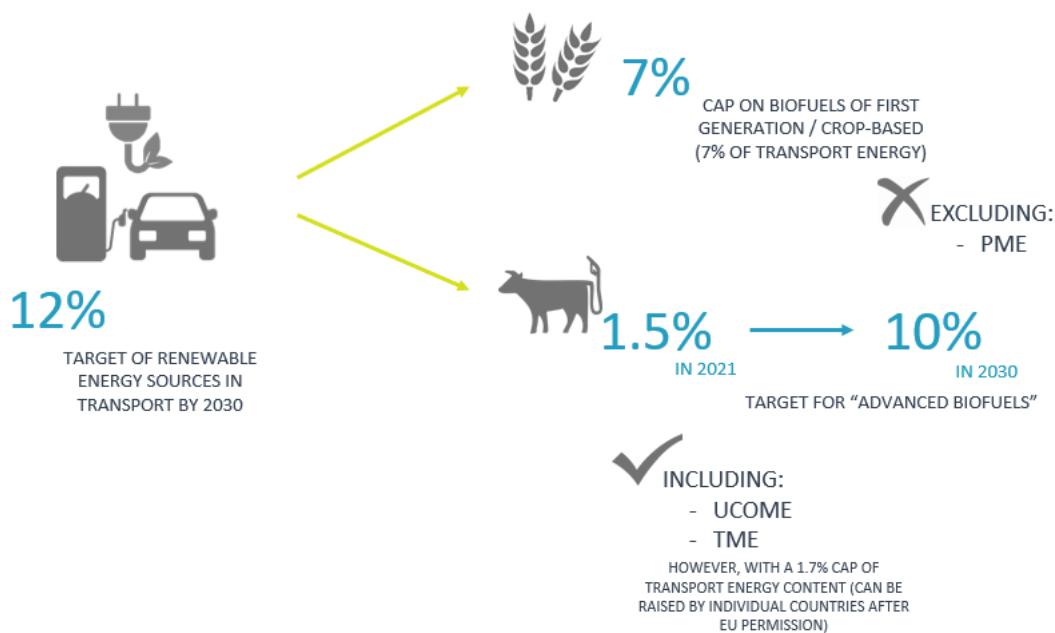 12%
TARGET OF RENEWABLE
ENERGY SOURCES IN
TRANSPORT BY 2030
7%
CAP ON BIOFUELS OF FIRST
GENERATION / CROP-BASED
(7% OF TRANSPORT ENERGY)
EXCLUDING:
- PME
1.5%
IN 2021
10%
IN 2030
TARGET FOR “ADVANCED BIOFUELS”
INCLUDING:
- UCOME
- TME
HOWEVER, WITH A 1.7% CAP OF
TRANSPORT ENERGY CONTENT (CAN BE
RAISED BY INDIVIDUAL COUNTRIES AFTER
EU PERMISSION)